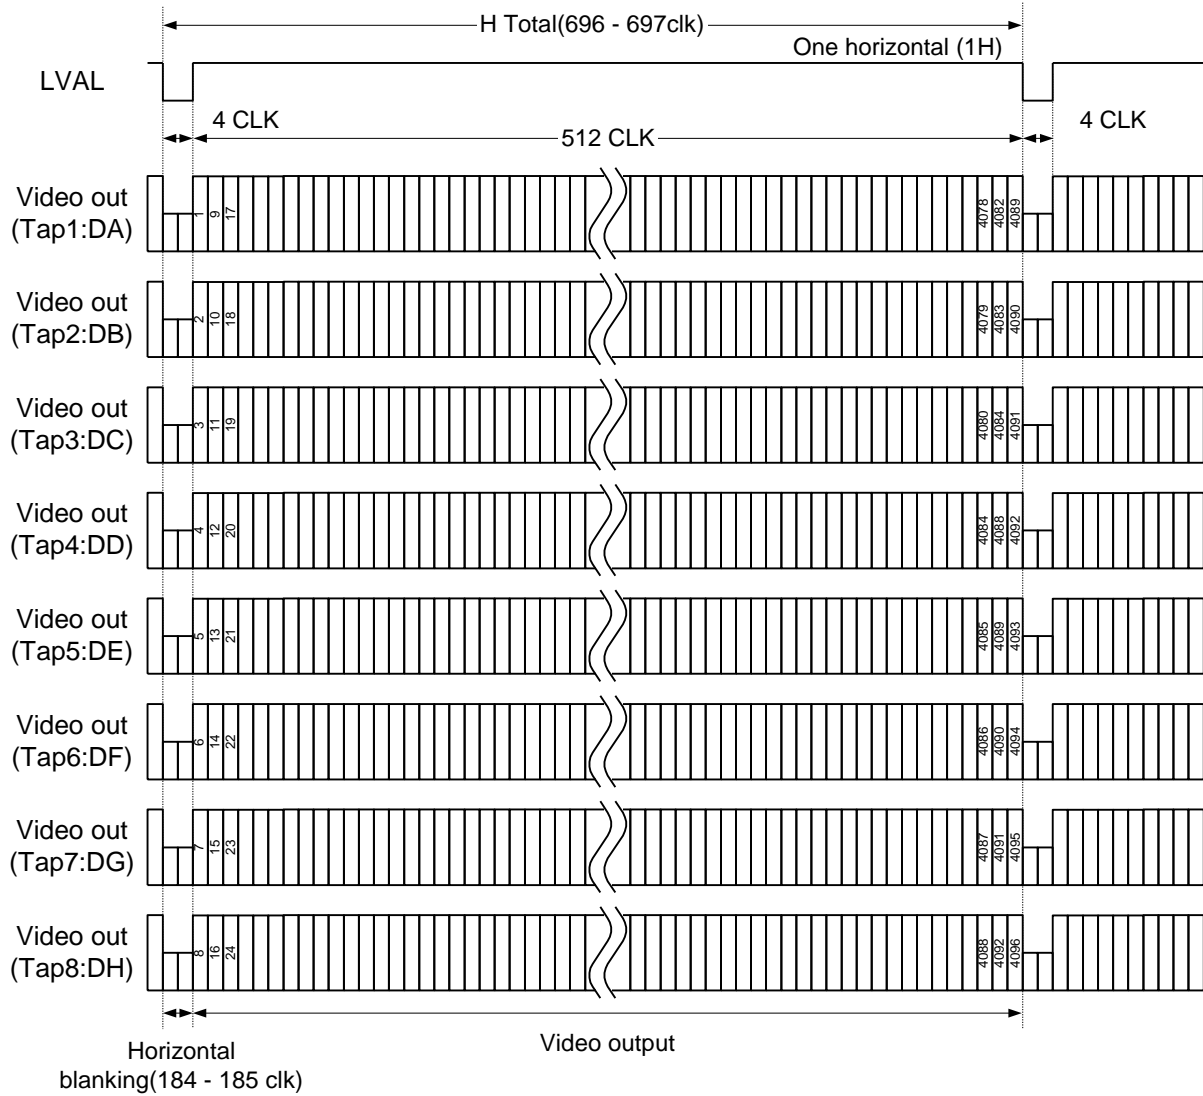 H Total(696 - 697clk)
One horizontal (1H)
LVAL
4 CLK
512 CLK
4 CLK
Video out
(Tap1:DA)
1
9
17
4078
4082
4089
Video out
(Tap2:DB)
2
10
18
4079
4083
4090
Video out
(Tap3:DC)
3
11
19
4080
4084
4091
Video out
(Tap4:DD)
4
12
20
4084
4088
4092
Video out
(Tap5:DE)
5
13
21
4085
4089
4093
Video out
(Tap6:DF)
6
14
22
4086
4090
4094
Video out
(Tap7:DG)
7
15
23
4087
4091
4095
Video out
(Tap8:DH)
8
16
24
4088
4092
4096
Horizontal
blanking(184 - 185 clk)
Video output